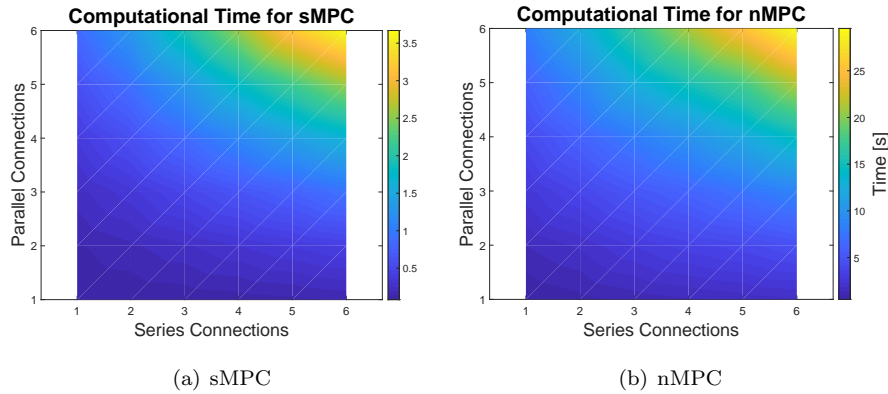 Computational Time for sMPC
6
5
4
3
2
1
Parallel Connections
1 2 3 4 5 6
Series Connections
3.5
3
2.5
2
1.5
1
0.5
(a) sMPC
Computational Time for nMPC
6
5
4
3
2
1
Parallel Connections
1 2 3 4 5 6
Series Connections
25
20
15
10
5
Time [s]
(b) nMPC